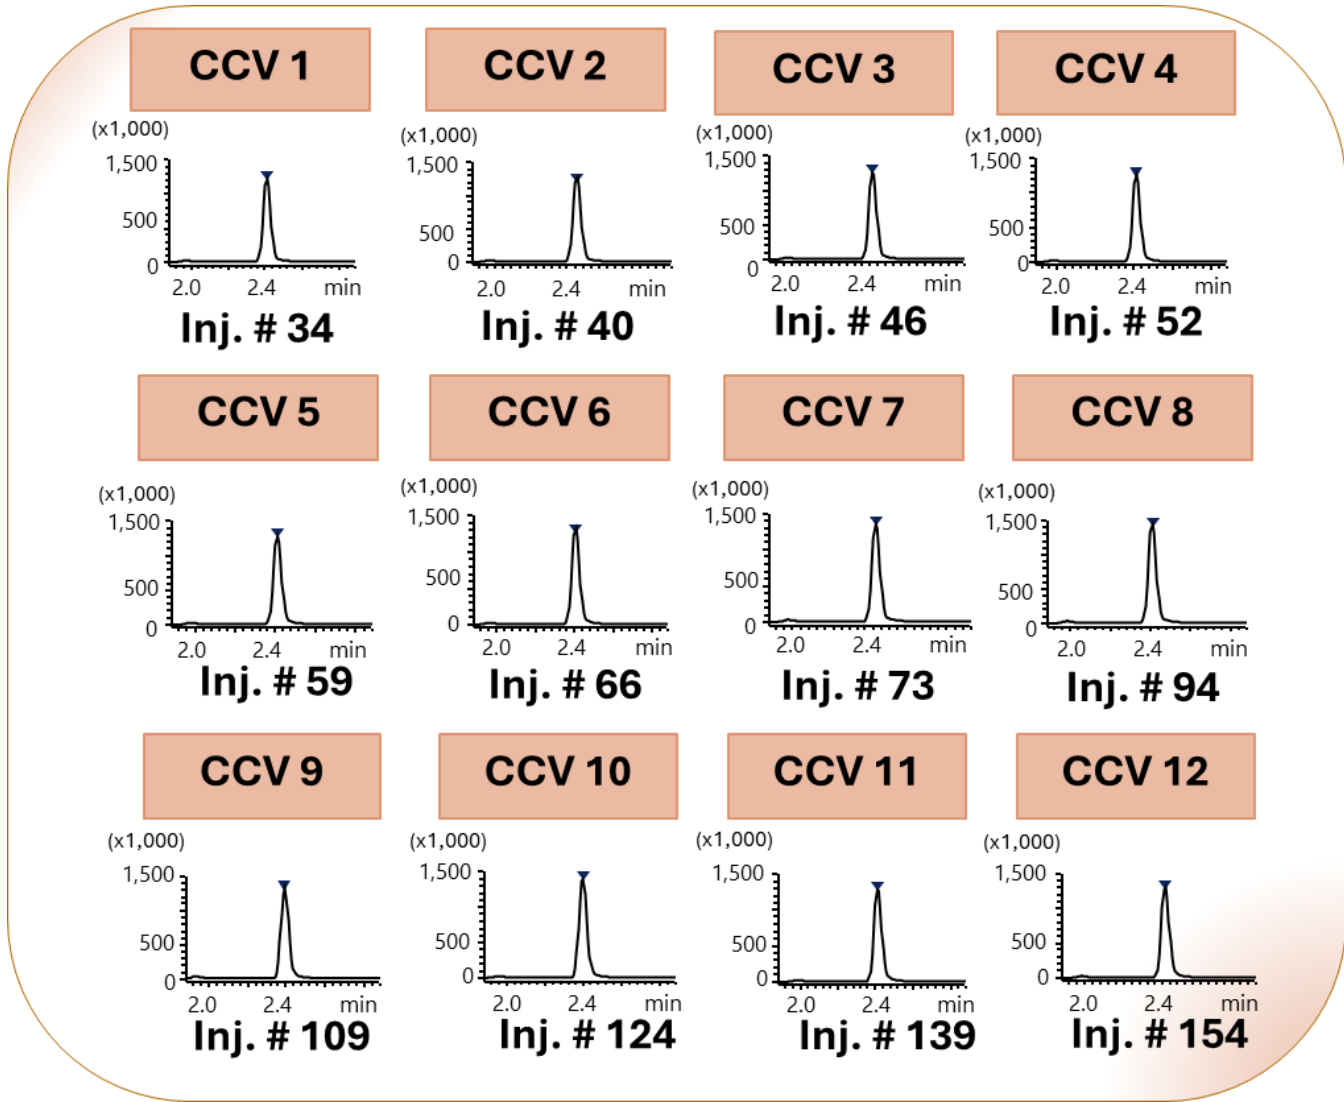 CCV 1
CCV 2
CCV 3
CCV 4
(x1,000)
1,500
500
0
2.0 2.4 min
Inj. # 34
(x1,000)
1,500
500
0
2.0 2.4 min
Inj. # 40
(x1,000)
1,500
500
0
2.0 2.4 min
Inj. # 46
(x1,000)
1,500
500
0
2.0 2.4 min
Inj. # 52
CCV 5
CCV 6
CCV 7
CCV 8
(x1,000)
1,500
500
0
2.0 2.4 min
Inj. # 59
(x1,000)
1,500
500
0
2.0 2.4 min
Inj. # 66
(x1,000)
1,500
500
0
2.0 2.4 min
Inj. # 73
(x1,000)
1,500
500
0
2.0 2.4 min
Inj. # 94
CCV 9
CCV 10
CCV 11
CCV 12
(x1,000)
1,500
500
0
2.0 2.4 min
Inj. # 109
(x1,000)
1,500
500
0
2.0 2.4 min
Inj. # 124
(x1,000)
1,500
500
0
2.0 2.4 min
Inj. # 139
(x1,000)
1,500
500
0
2.0 2.4 min
Inj. # 154